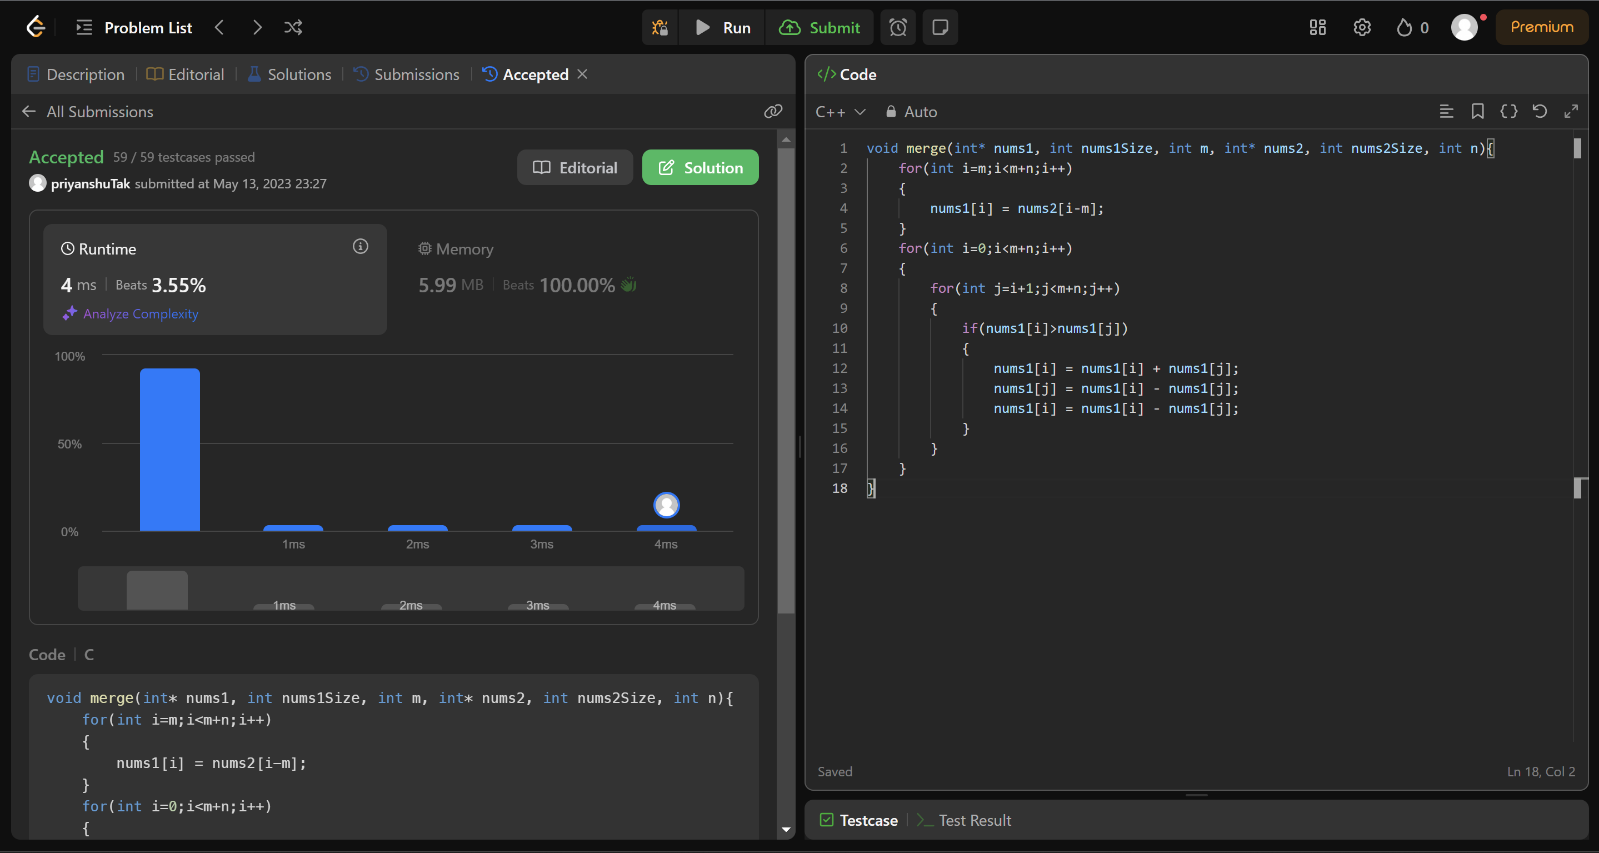 Problem List
Run
Submit
0
Premium
Description
Editorial
Solutions
Submissions
Accepted
All Submissions
Accepted 59 / 59 testcases passed
priyanshuTak submitted at May 13, 2023 23:27
Editorial
Solution
Runtime
4 ms | Beats 3.55%
Analyze Complexity
Memory
5.99 MB | Beats 100.00%
100%
50%
0%
1ms 2ms 3ms 4ms
1ms 2ms 3ms 4ms
Code | C
void merge(int* nums1, int nums1Size, int m, int* nums2, int nums2Size, int n){
    for(int i=m;i<m+n;i++)
    {
        nums1[i] = nums2[i-m];
    }
    for(int i=0;i<m+n;i++)
    {
</> Code
C++
Auto
1 void merge(int* nums1, int nums1Size, int m, int* nums2, int nums2Size, int n){
2     for(int i=m;i<m+n;i++)
3     {
4         nums1[i] = nums2[i-m];
5     }
6     for(int i=0;i<m+n;i++)
7     {
8         for(int j=i+1;j<m+n;j++)
9         {
10             if(nums1[i]>nums1[j])
11             {
12                 nums1[i] = nums1[i] + nums1[j];
13                 nums1[j] = nums1[i] - nums1[j];
14                 nums1[i] = nums1[i] - nums1[j];
15             }
16         }
17     }
18 }
Saved
Ln 18, Col 2
Testcase
Test Result